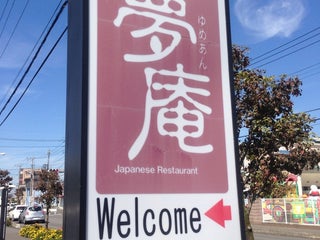 夢庵
ゆめあん
Japanese Restaurant
Welcome